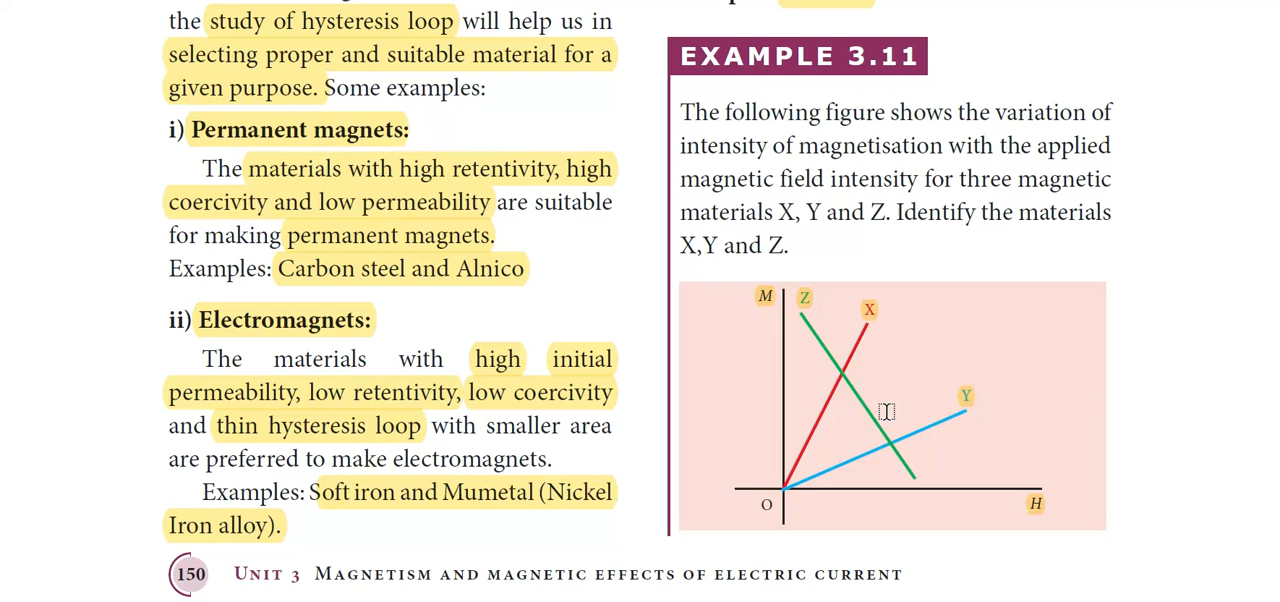 the study of hysteresis loop will help us in
selecting proper and suitable material for a
given purpose. Some examples:
i) Permanent magnets:
The materials with high retentivity, high
coercivity and low permeability are suitable
for making permanent magnets.
Examples: Carbon steel and Alnico
ii) Electromagnets:
The materials with high initial
permeability, low retentivity, low coercivity
and thin hysteresis loop with smaller area
are preferred to make electromagnets.
Examples: Soft iron and Mumetal (Nickel
Iron alloy).
EXAMPLE 3.11
The following figure shows the variation of
intensity of magnetisation with the applied
magnetic field intensity for three magnetic
materials X, Y and Z. Identify the materials
X,Y and Z.
M
Z
X
Y
O
H
150 UNIT 3 MAGNETISM AND MAGNETIC EFFECTS OF ELECTRIC CURRENT